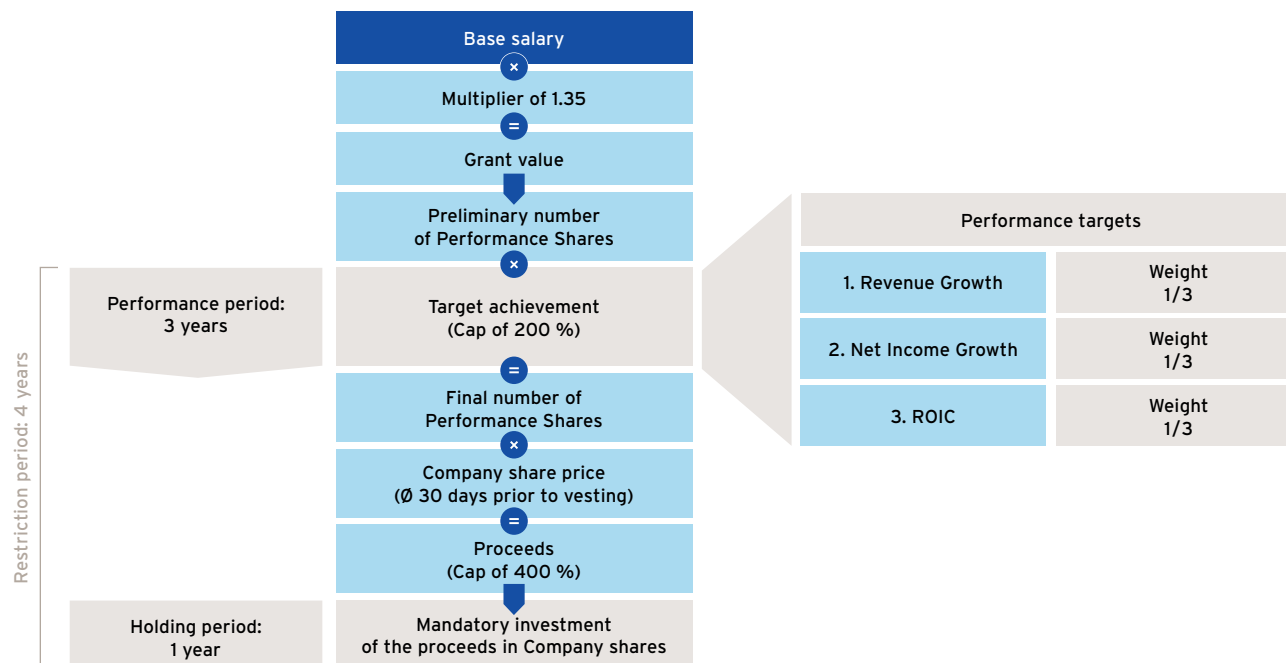 Base salary
×
Multiplier of 1.35
=
Grant value
Preliminary number
of Performance Shares
×
Restriction period: 4 years
Performance period:
3 years
Target achievement
(Cap of 200 %)
=
Final number of
Performance Shares
×
Company share price
(Ø 30 days prior to vesting)
=
Proceeds
(Cap of 400 %)
Holding period:
1 year
Mandatory investment
of the proceeds in Company shares
Performance targets
1. Revenue Growth
Weight
1/3
2. Net Income Growth
Weight
1/3
3. ROIC
Weight
1/3